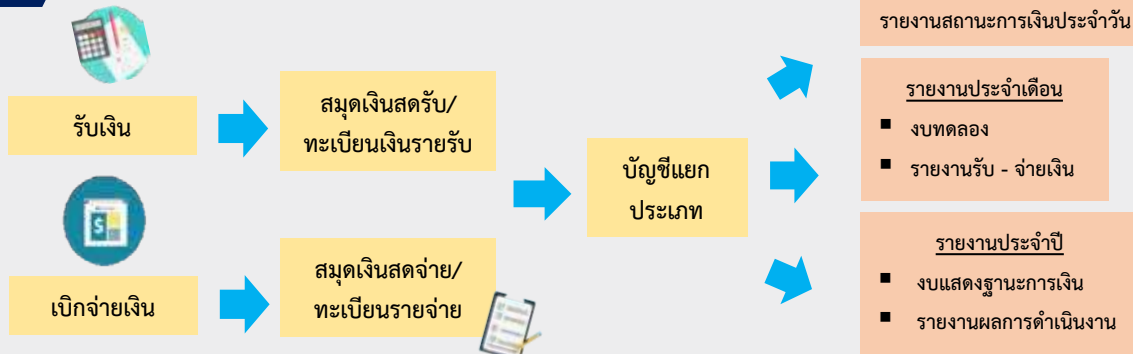 รับเงิน
สมุดเงินสดรับ/
ทะเบียนเงินรายรับ
เบิกจ่ายเงิน
สมุดเงินสดจ่าย/
ทะเบียนรายจ่าย
บัญชีแยก
ประเภท
รายงานสถานะการเงินประจำวัน
รายงานประจำเดือน
▪ งบทดลอง
▪ รายงานรับ - จ่ายเงิน
รายงานประจำปี
▪ งบแสดงฐานะการเงิน
▪ รายงานผลการดำเนินงาน